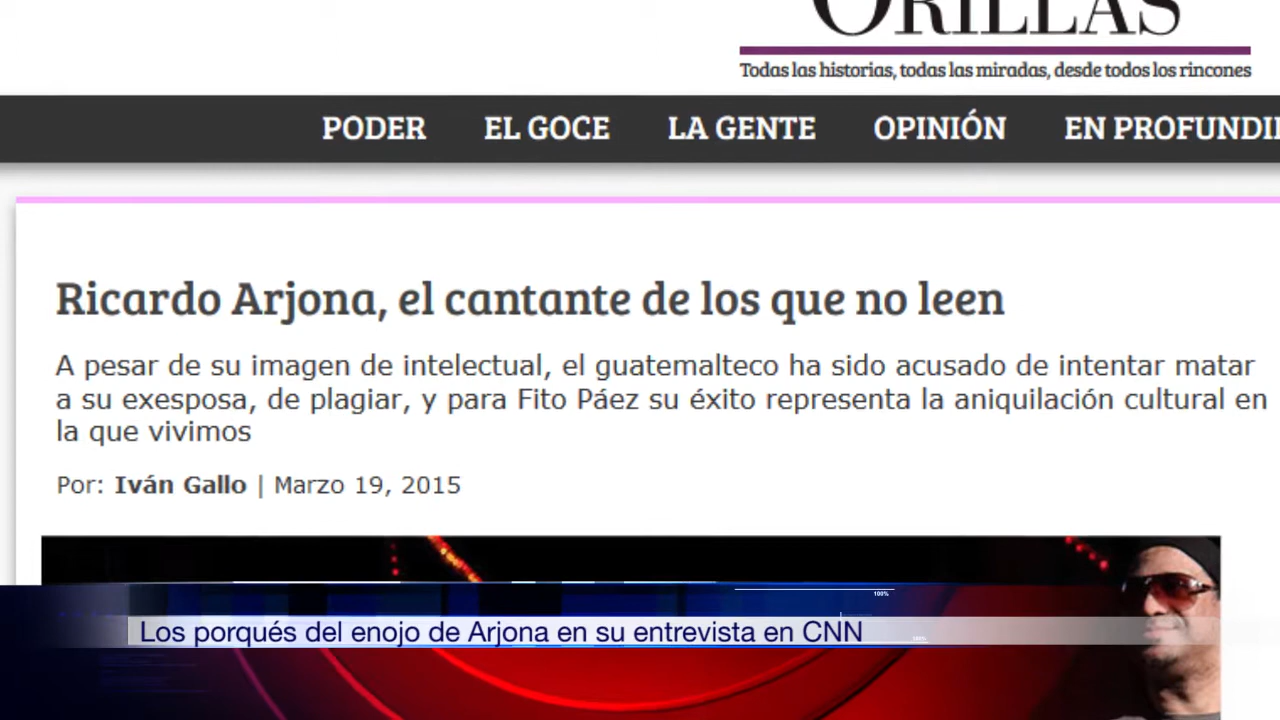 ORILLAS
Todas las historias, todas las miradas, desde todos los rincones
PODER EL GOCE LA GENTE OPINIÓN
Ricardo Arjona, el cantante de los que no leen
A pesar de su imagen de intelectual, el guatemalteco ha sido acusado de intentar matar
a su exesposa, de plagiar, y para Fito Páez su éxito representa la aniquilación cultural en
la que vivimos
Por: Iván Gallo | Marzo 19, 2015
100%
Los porqués del enojo de Arjona en su entrevista en CNN
100%